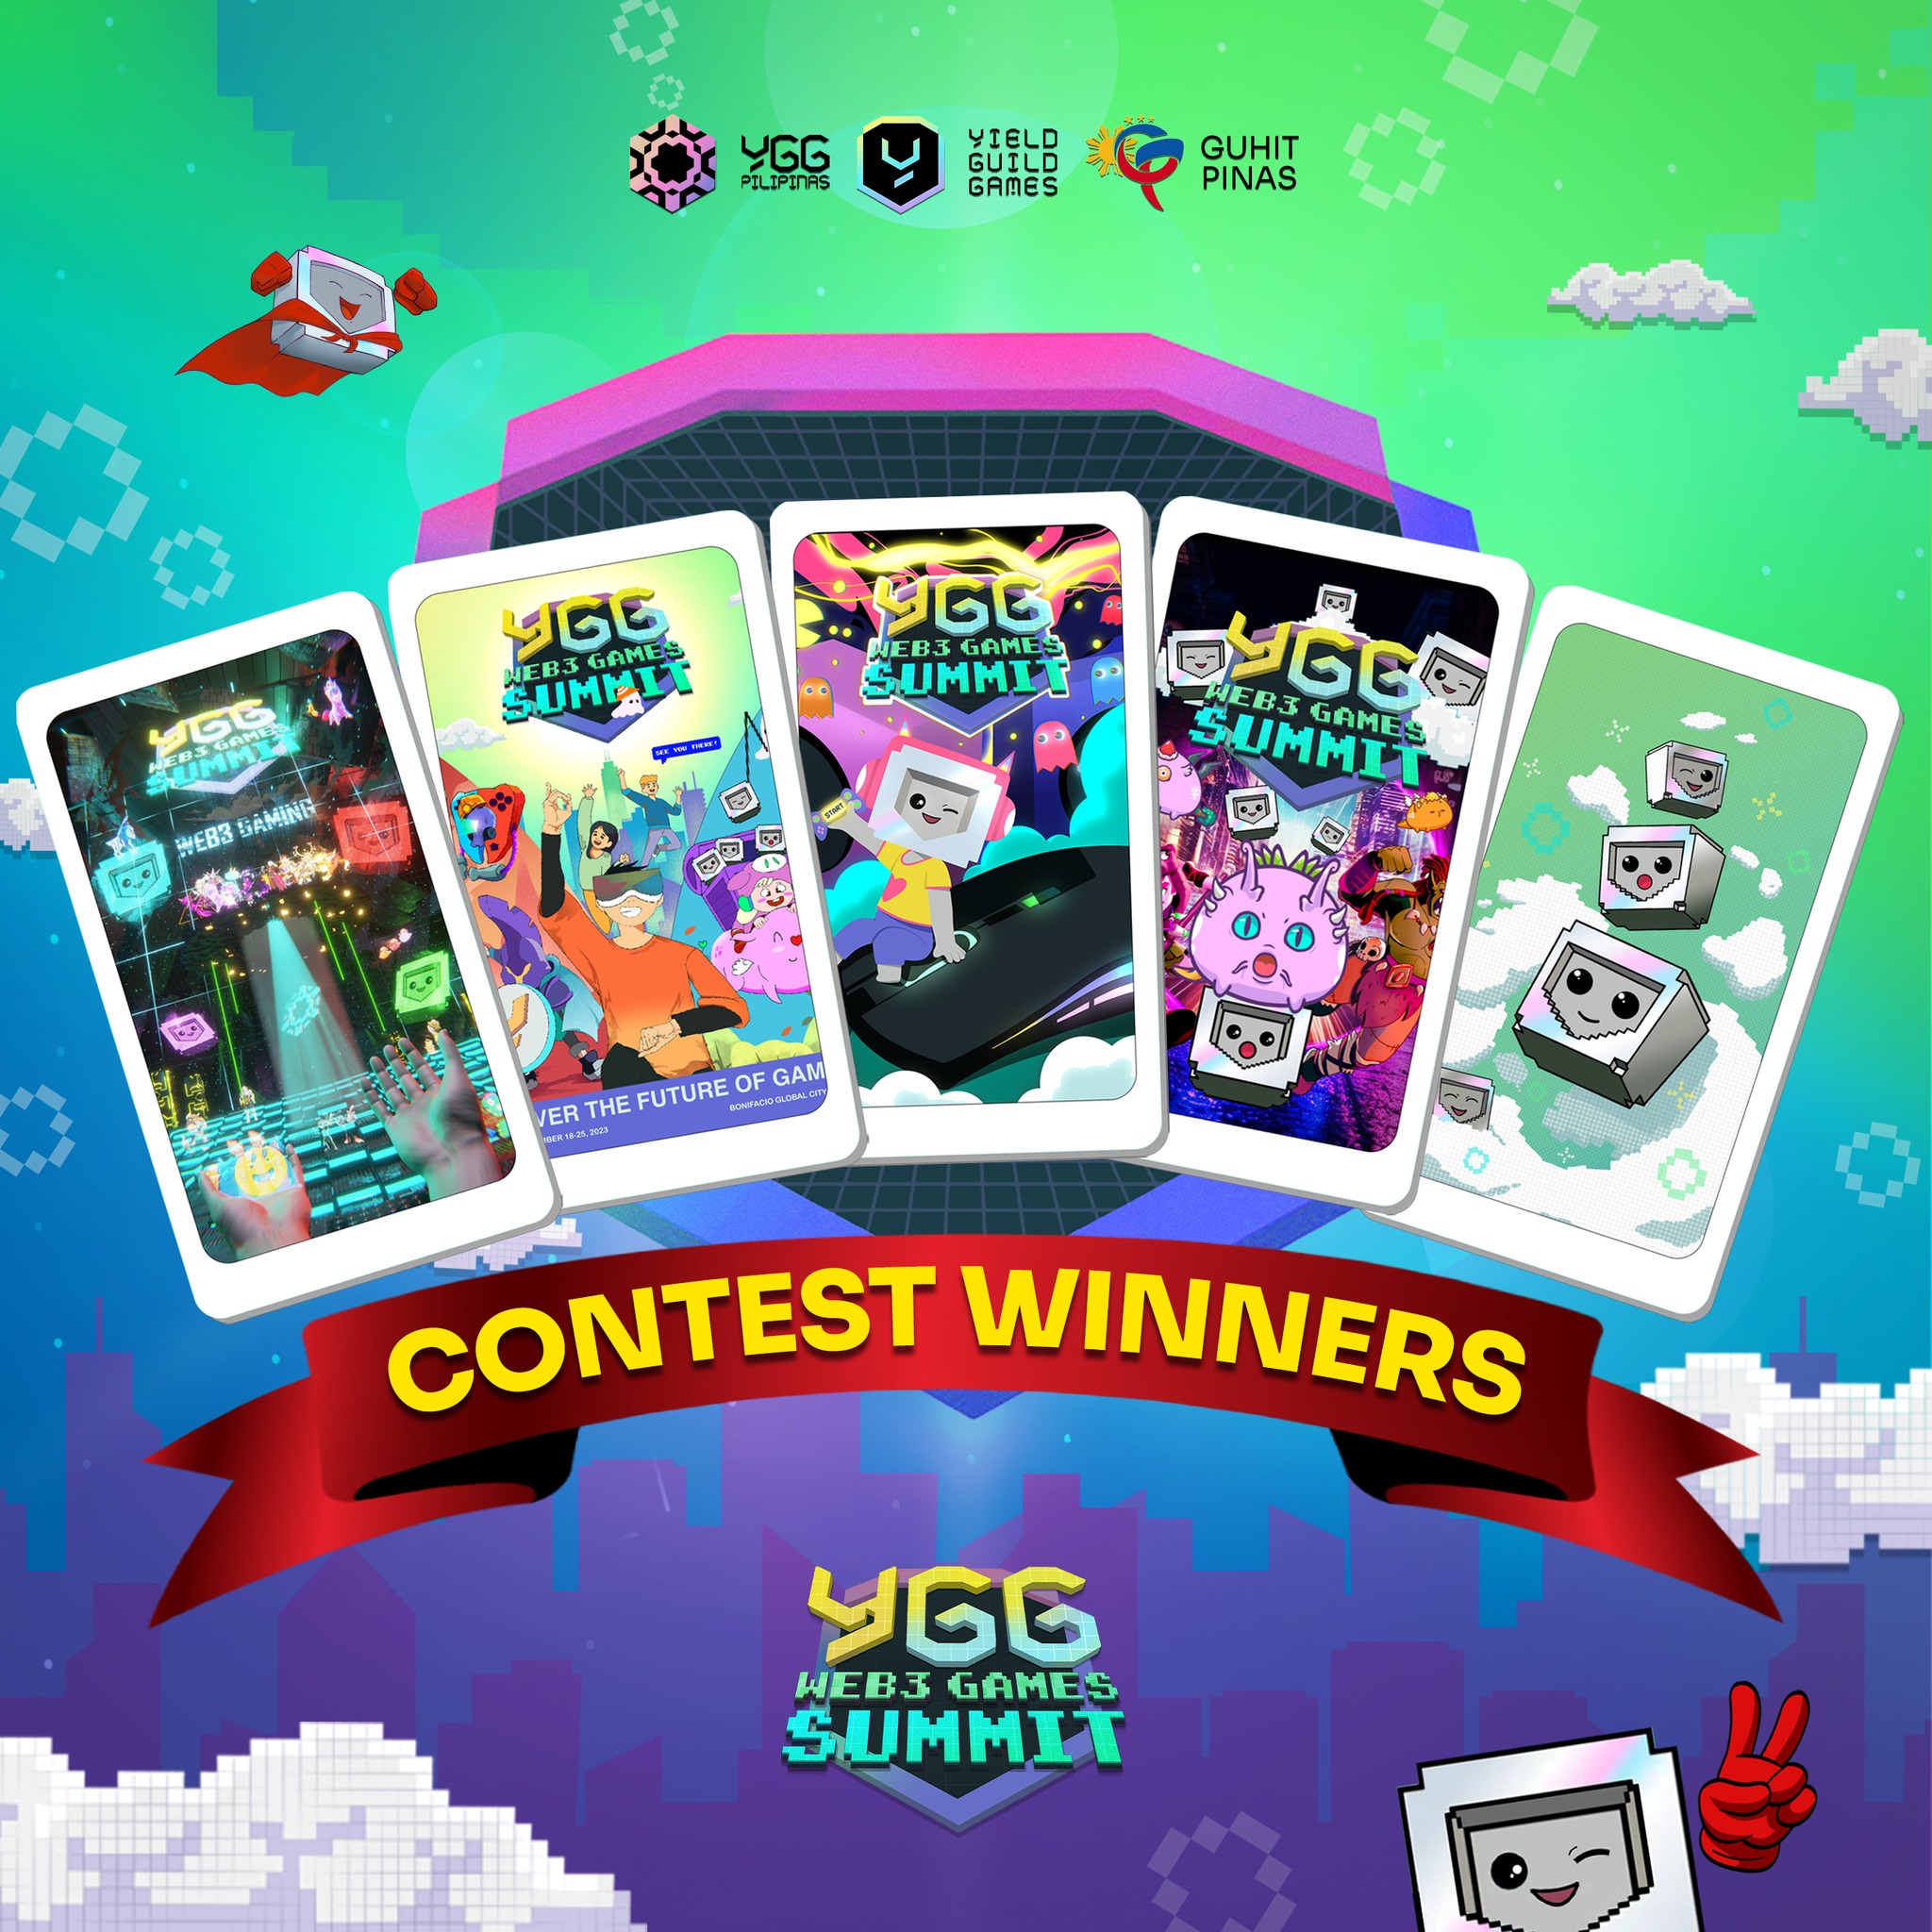 YGG
PILIPINAS
YIELD
GUILD
GAMES
GUHIT
PINAS
YGG
WEB3 GAMES
SUMMIT
WEB3 GAMING
YGG
WEB3 GAMES
SUMMIT
SEE YOU THERE!
VER THE FUTURE OF GAM
MBER 18-25, 2023
BONIFACIO GLOBAL CITY
YGG
WEB3 GAMES
SUMMIT
START
YGG
WEB3 GAMES
SUMMIT
CONTEST WINNERS
YGG
WEB3 GAMES
SUMMIT